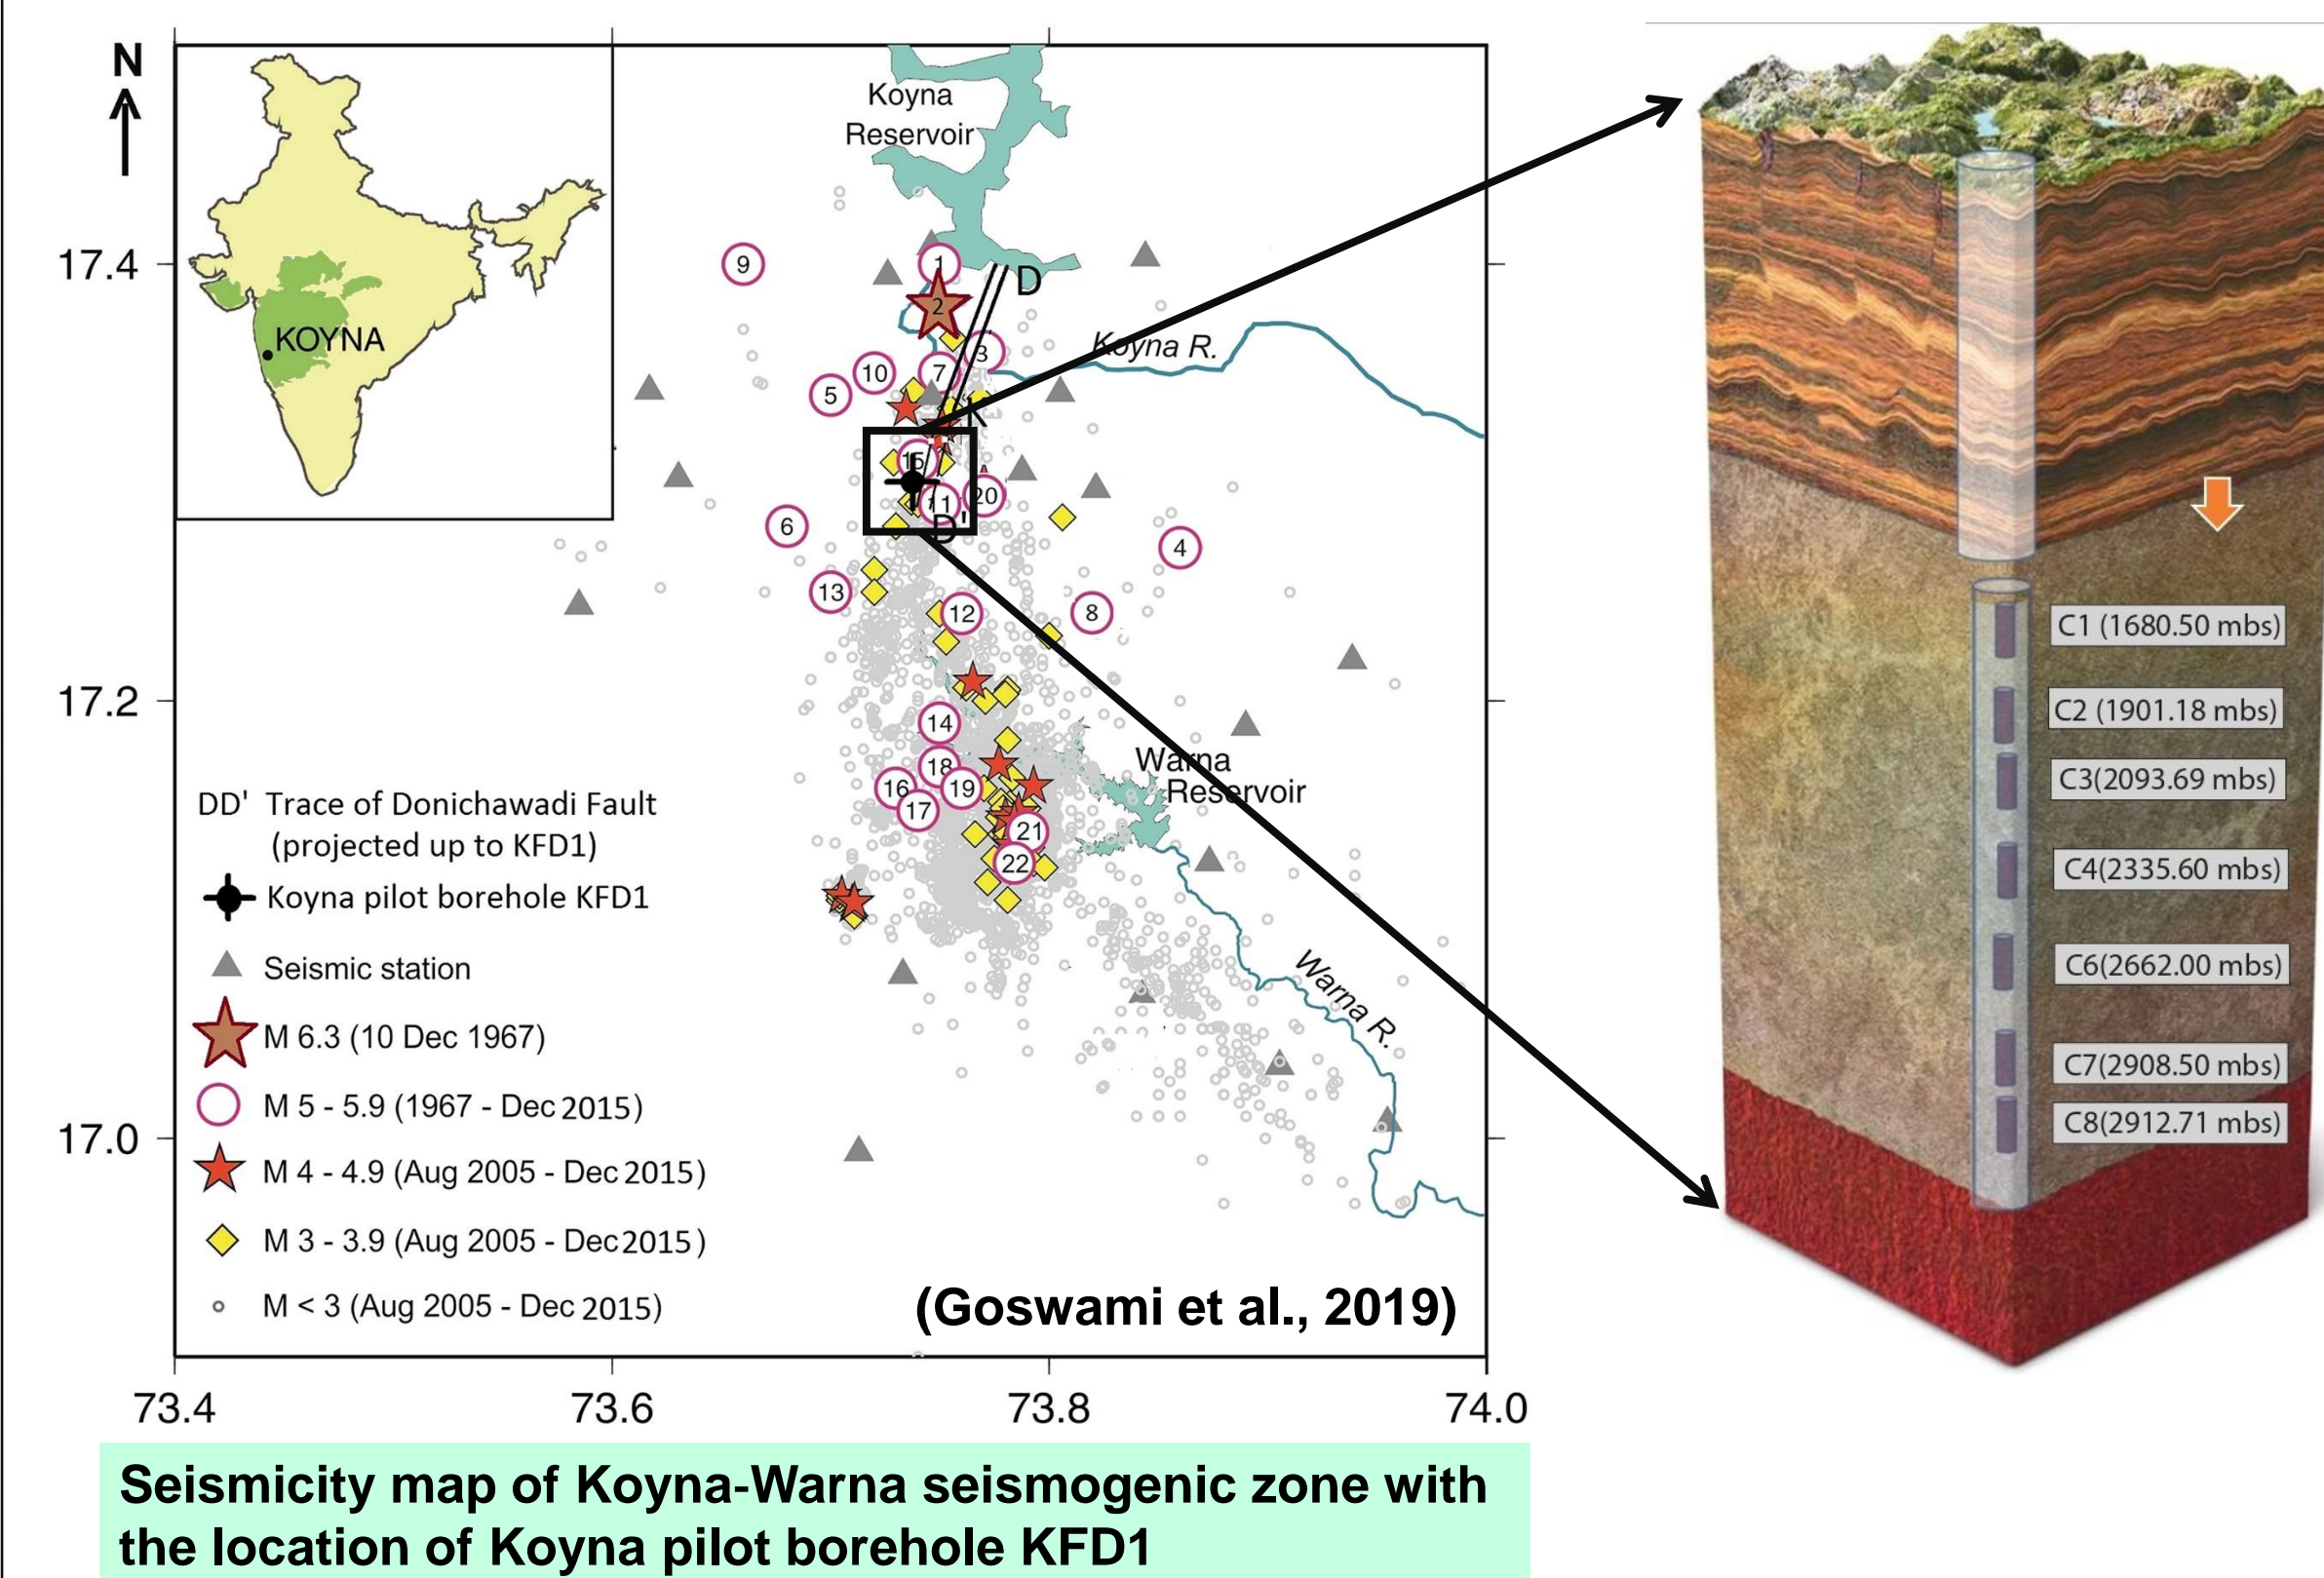 N
KOYNA
Koyna
Reservoir
17.4
17.2
17.0
9
1
D
2
3
Koyna R.
10
7
5
K
15
20
11
D'
6
4
13
12
8
14
18
16
19
17
21
22
Warna
Reservoir
Warna R.
DD' Trace of Donichawadi Fault
(projected up to KFD1)
Koyna pilot borehole KFD1
Seismic station
M 6.3 (10 Dec 1967)
M 5 - 5.9 (1967 - Dec 2015)
M 4 - 4.9 (Aug 2005 - Dec 2015)
M 3 - 3.9 (Aug 2005 - Dec 2015)
M < 3 (Aug 2005 - Dec 2015)
(Goswami et al., 2019)
73.4
73.6
73.8
74.0
C1 (1680.50 mbs)
C2 (1901.18 mbs)
C3(2093.69 mbs)
C4(2335.60 mbs)
C6(2662.00 mbs)
C7(2908.50 mbs)
C8(2912.71 mbs)
Seismicity map of Koyna-Warna seismogenic zone with
the location of Koyna pilot borehole KFD1